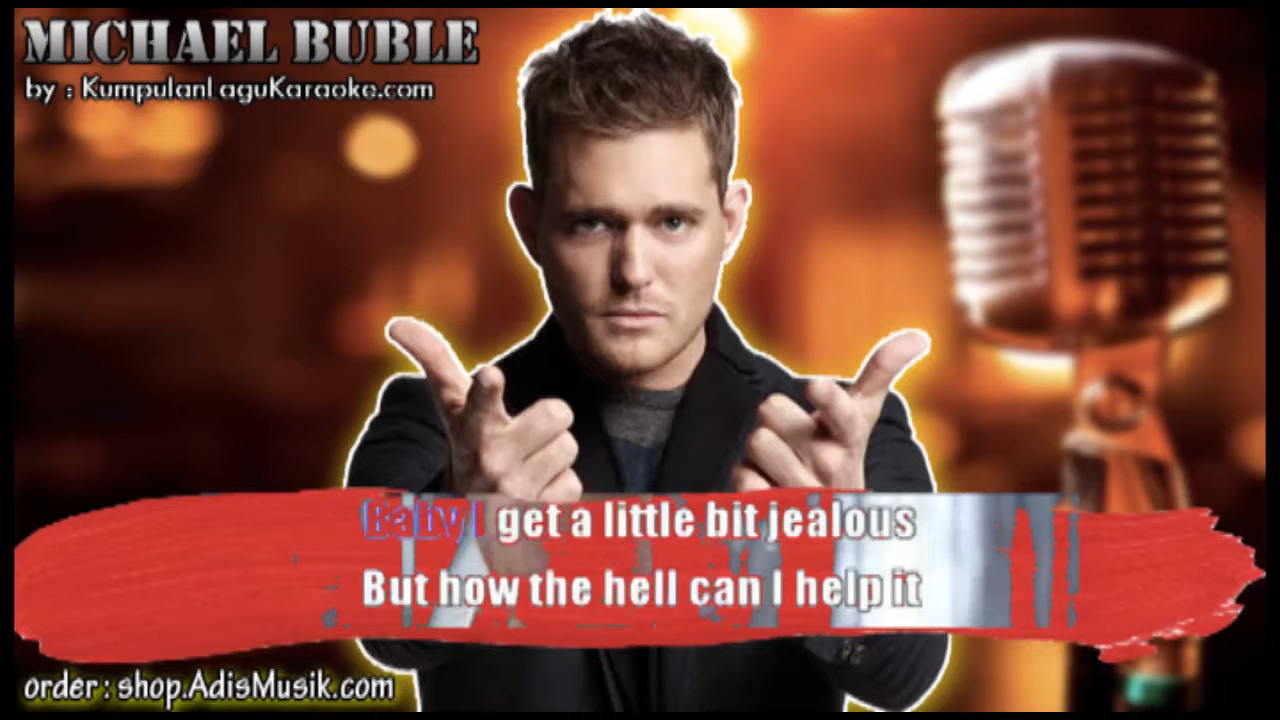 MICHAEL BUBLE
by : KumpulanLaguKaraoke.com
Baby I get a little bit jealous
But how the hell can I help it
order : shop.AdisMusik.com